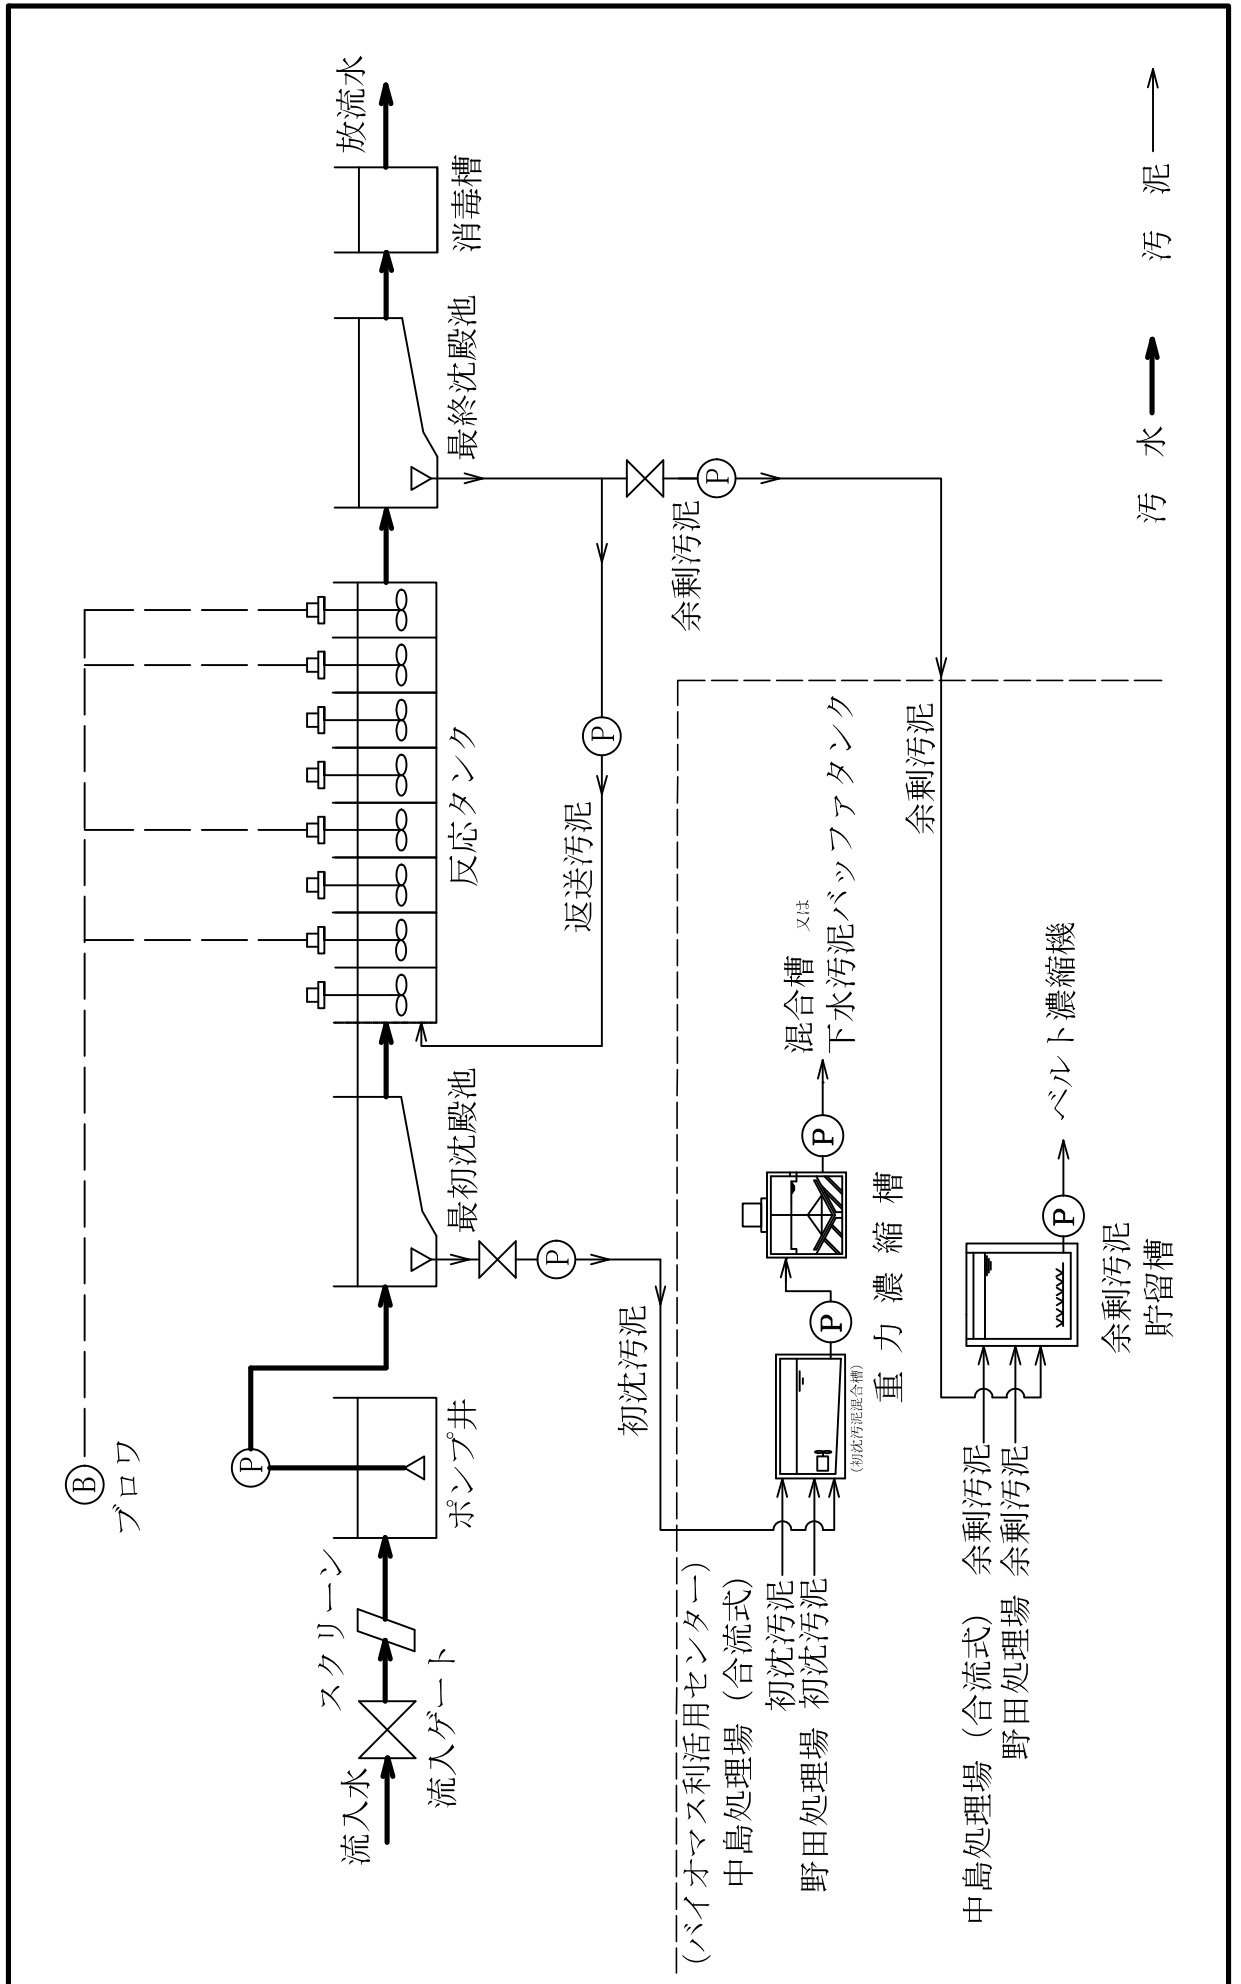 B
ブロワ
流入水
流入ゲート
スクリーン
P
ポンプ井
最初沈殿池
反応タンク
最終沈殿池
消毒槽
放流水
P
初沈汚泥
返送汚泥
P
余剰汚泥
P
(バイオマス利活用センター)
中島処理場 (合流式)
初沈汚泥
野田処理場 初沈汚泥
(初沈汚泥混合槽)
P
重力濃縮槽
P
混合槽 又は
下水汚泥バッファタンク
余剰汚泥
中島処理場 (合流式) 余剰汚泥
野田処理場 余剰汚泥
P
余剰汚泥
貯留槽
ベルト濃縮機
汚 水
汚 泥